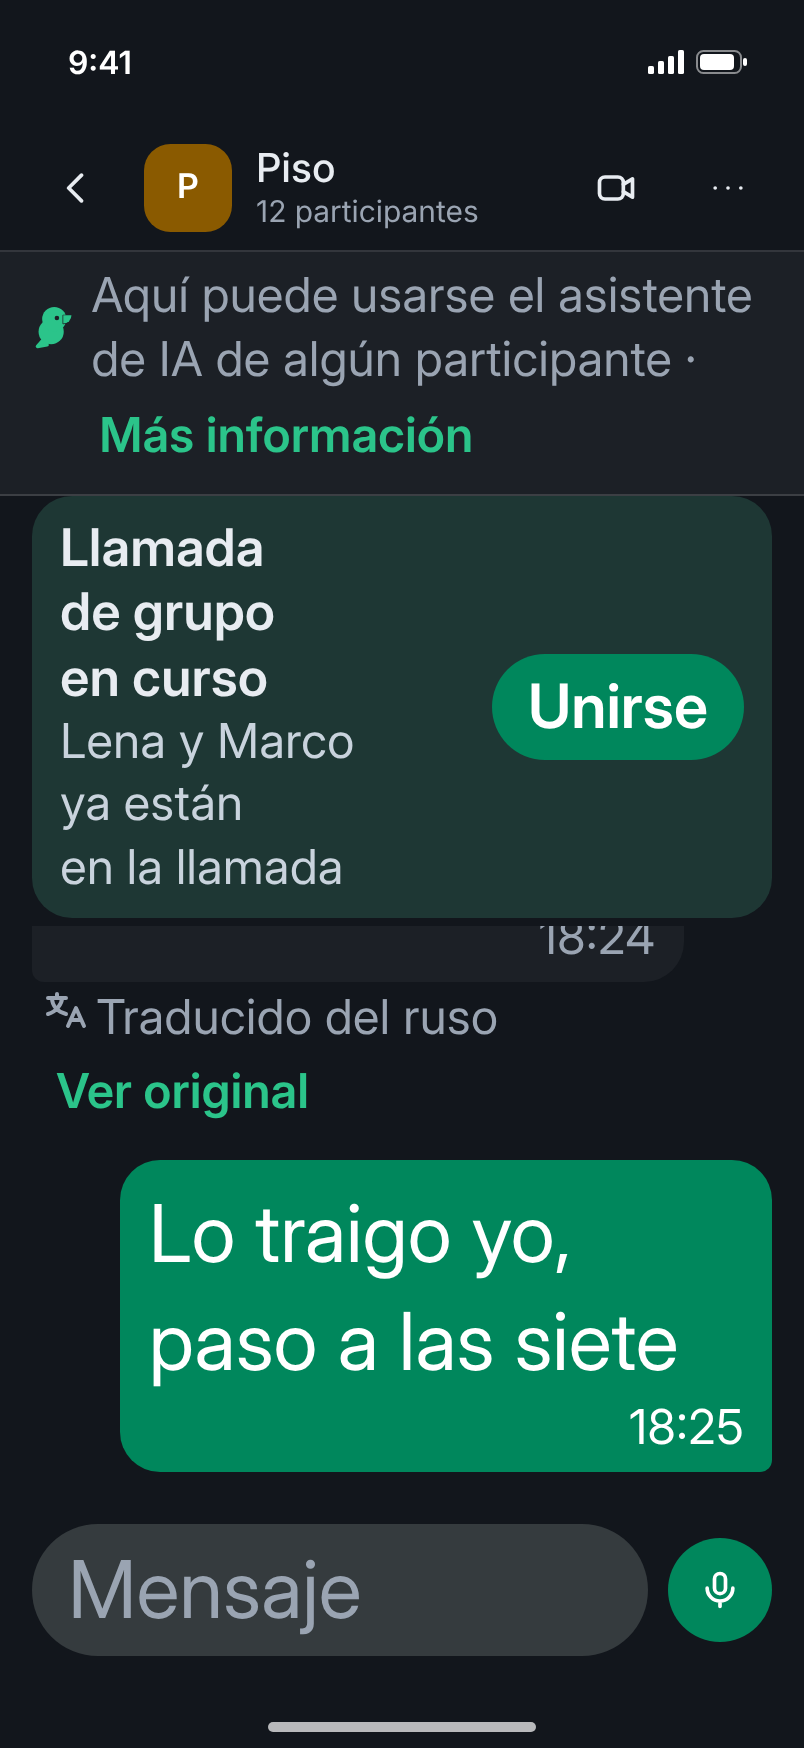 9:41
P
Piso
12 participantes
Aquí puede usarse el asistente
de IA de algún participante ·
Más información
Llamada
de grupo
en curso
Lena y Marco
ya están
en la llamada
Unirse
18:24
Traducido del ruso
Ver original
Lo traigo yo,
paso a las siete
18:25
Mensaje